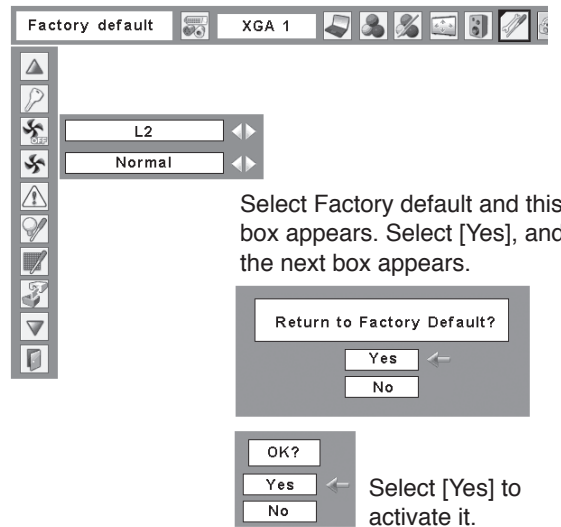 Factory default
XGA 1
OFF
L2
Normal
Select Factory default and this
box appears. Select [Yes], and
the next box appears.
Return to Factory Default?
Yes
No
OK?
Yes
No
Select [Yes] to
activate it.